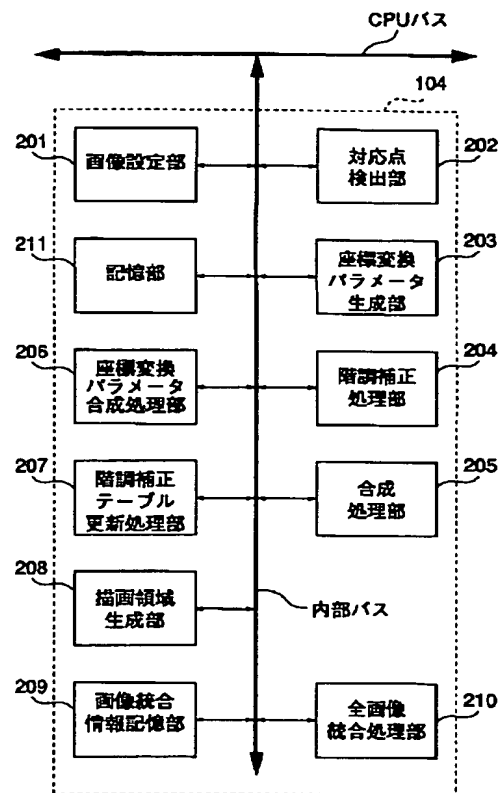 CPUバス
104
201
画像設定部
対応点
検出部
202
211
記憶部
座標変換
パラメータ
生成部
203
206
座標変換
パラメータ
合成処理部
階調補正
処理部
204
207
階調補正
テーブル
更新処理部
合成
処理部
205
208
描画領域
生成部
内部バス
209
画像統合
情報記憶部
全画像
統合処理部
210